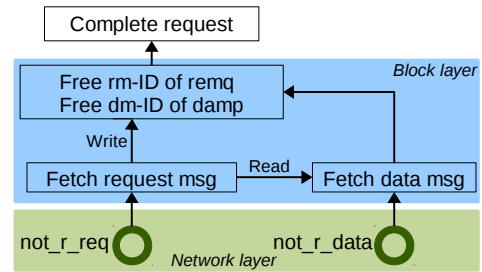 Complete request
Block layer
Free rm-ID of remq
Free dm-ID of damp
Write
Read
Fetch request msg
Fetch data msg
not_r_req
not_r_data
Network layer